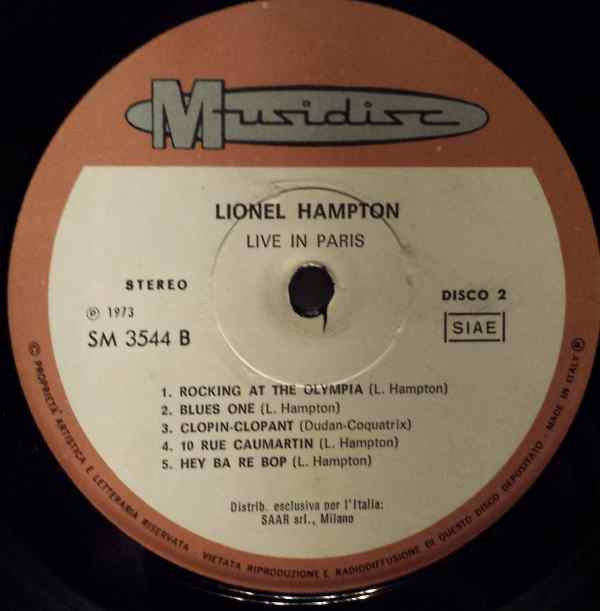 Musidisc
LIONEL HAMPTON
LIVE IN PARIS
STEREO
℗ 1973
SM 3544 B
DISCO 2
SIAE
1. ROCKING AT THE OLYMPIA (L. Hampton)
2. BLUES ONE (L. Hampton)
3. CLOPIN-CLOPANT (Dudan-Coquatrix)
4. 10 RUE CAUMARTIN (L. Hampton)
5. HEY BA RE BOP (L. Hampton)
Distrib. esclusiva per l'Italia:
SAAR srl., Milano
© PROPRIETA' ARTISTICA E LETTERARIA RISERVATA - VIETATA RIPRODUZIONE E RADIODIFFUSIONE DI QUESTO DISCO DEPOSITATO - MADE IN ITALY ®